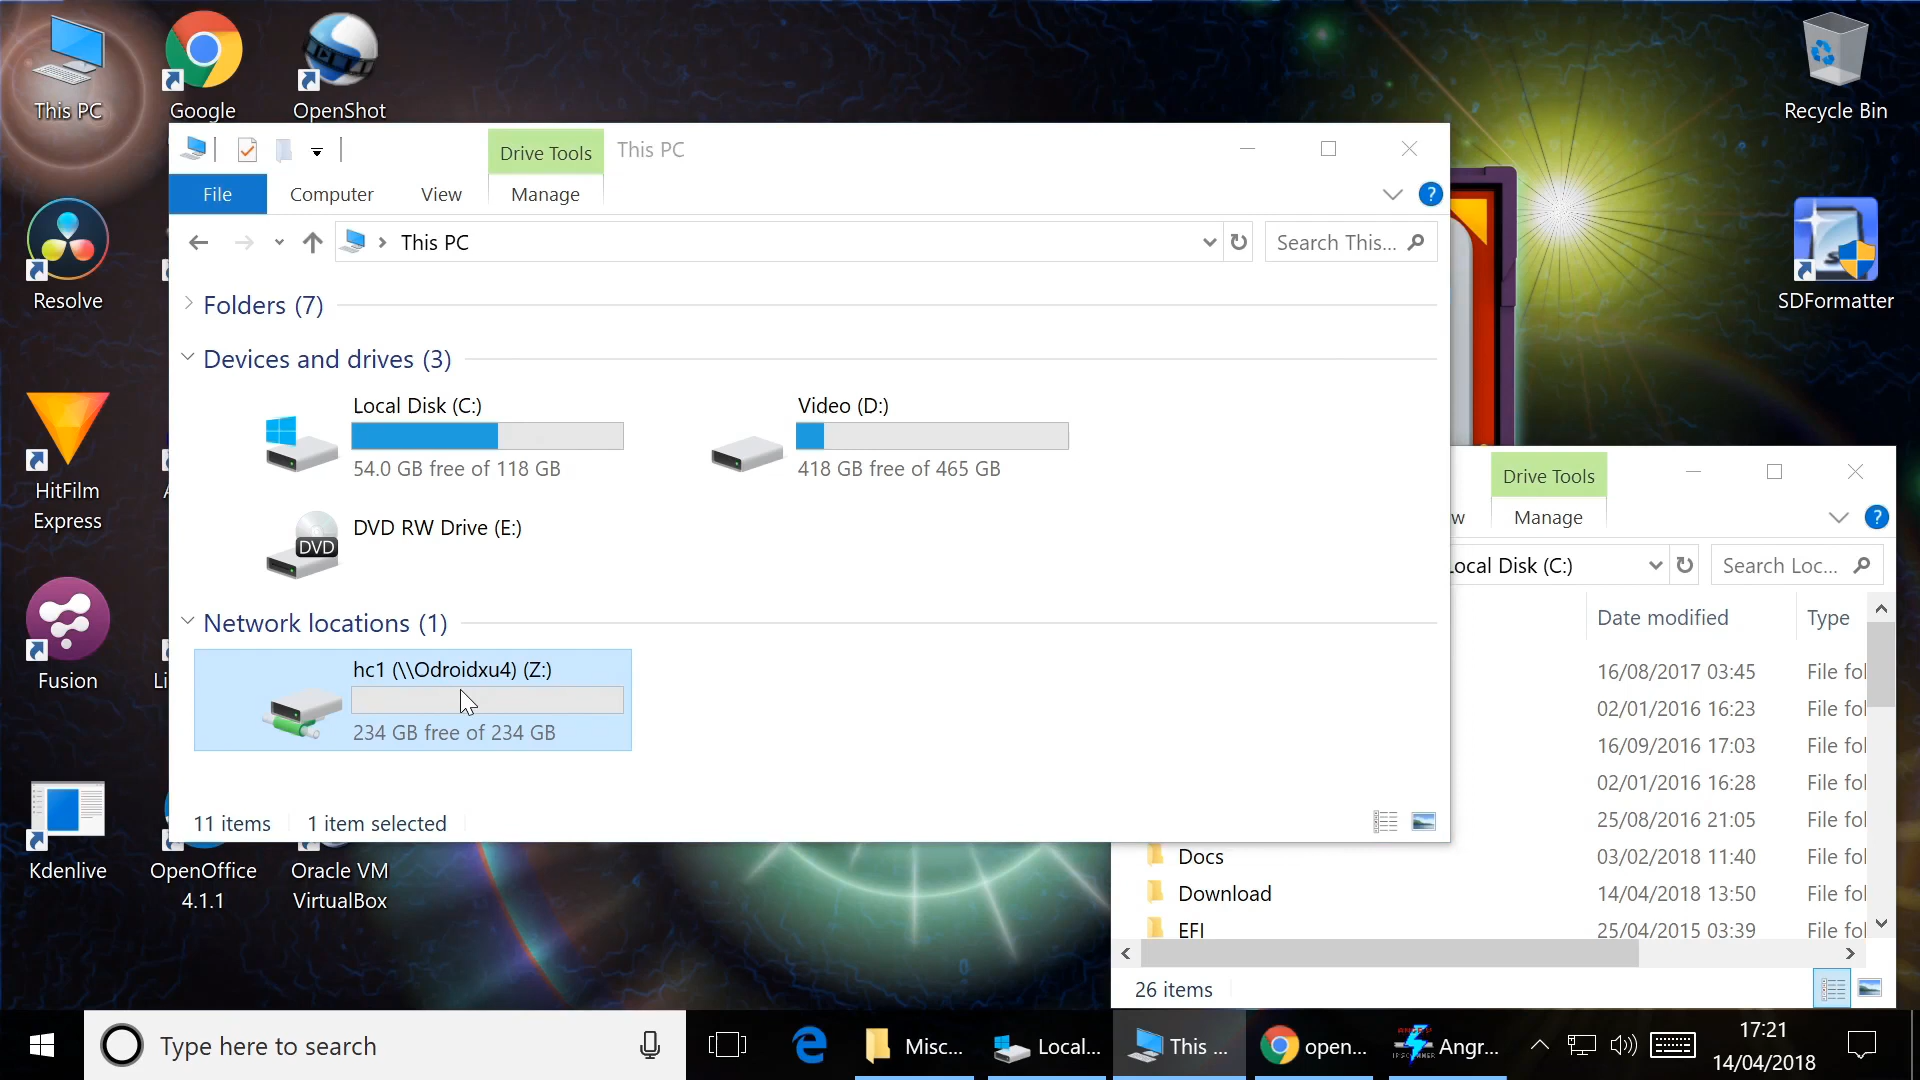 This PC
Google
OpenShot
Recycle Bin
Drive Tools
This PC
File
Computer
View
Manage
?
This PC
Search This...
Resolve
SDFormatter
Folders (7)
Devices and drives (3)
Local Disk (C:)
54.0 GB free of 118 GB
Video (D:)
418 GB free of 465 GB
DVD
DVD RW Drive (E:)
Network locations (1)
hc1 (\\Odroidxu4) (Z:)
234 GB free of 234 GB
11 items
1 item selected
HitFilm
Express
Fusion
Li
Drive Tools
w
Manage
?
Local Disk (C:)
Search Loc...
Date modified
Type
16/08/2017 03:45
File fol
02/01/2016 16:23
File fol
16/09/2016 17:03
File fol
02/01/2016 16:28
File fol
25/08/2016 21:05
File fol
Docs
03/02/2018 11:40
File fol
Download
14/04/2018 13:50
File fol
EFI
25/04/2015 03:39
File fol
26 items
Kdenlive
OpenOffice
4.1.1
Oracle VM
VirtualBox
Type here to search
Misc...
Local...
This ...
open...
Angr...
17:21
14/04/2018